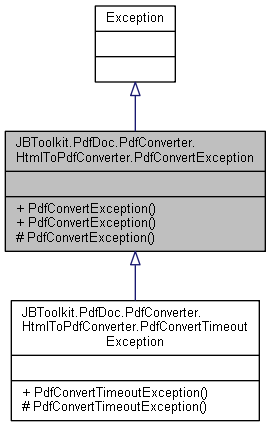 Exception
JBToolkit.PdfDoc.PdfConverter.
HtmlToPdfConverter.PdfConvertException
+ PdfConvertException()
+ PdfConvertException()
# PdfConvertException()
JBToolkit.PdfDoc.PdfConverter.
HtmlToPdfConverter.PdfConvertTimeout
Exception
+ PdfConvertTimeoutException()
# PdfConvertTimeoutException()